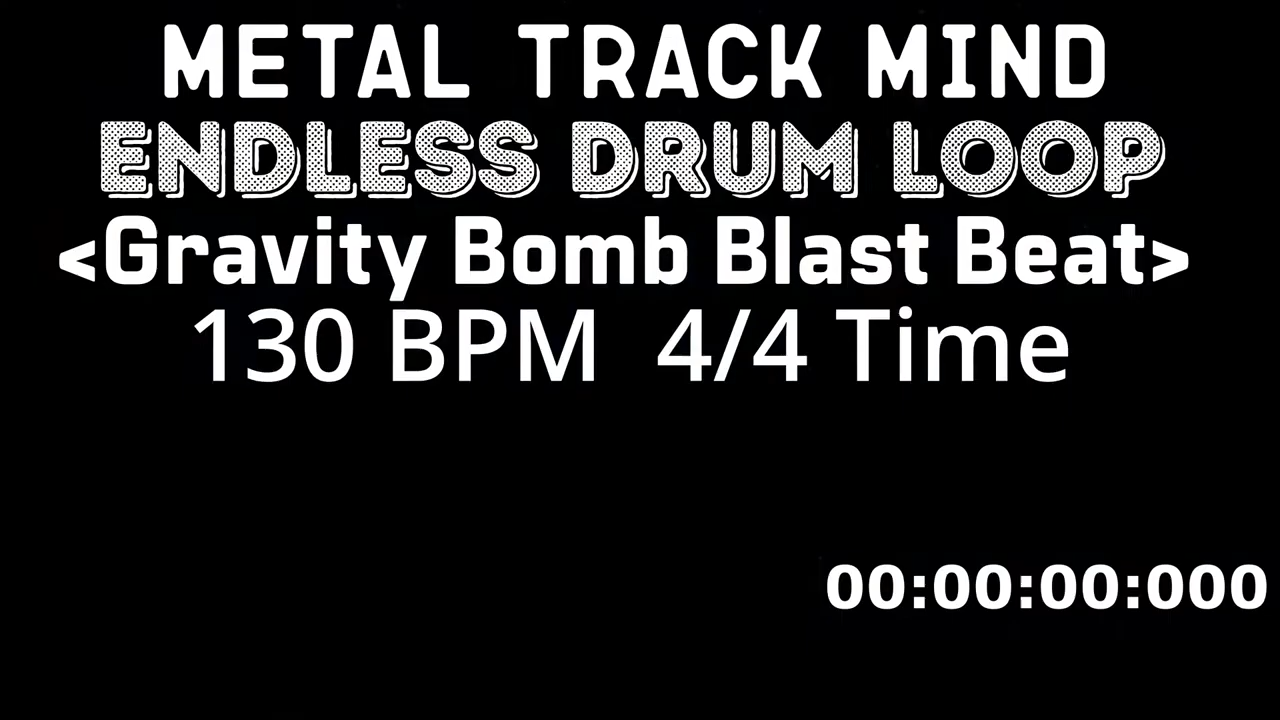 METAL TRACK MIND
ENDLESS DRUM LOOP
<Gravity Bomb Blast Beat>
130 BPM 4/4 Time
00:00:00:000